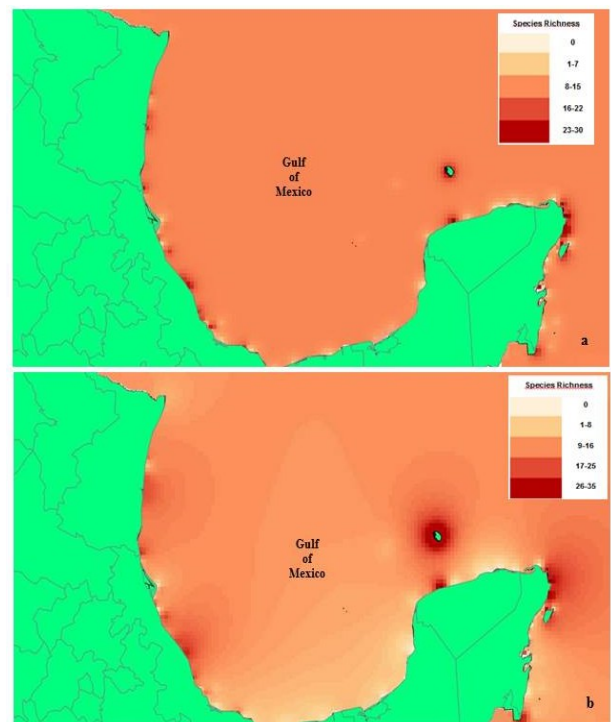 Species Richness
0
1-7
8-15
16-22
23-30
Gulf
of
Mexico
a
Species Richness
0
1-8
9-16
17-25
26-35
Gulf
of
Mexico
b